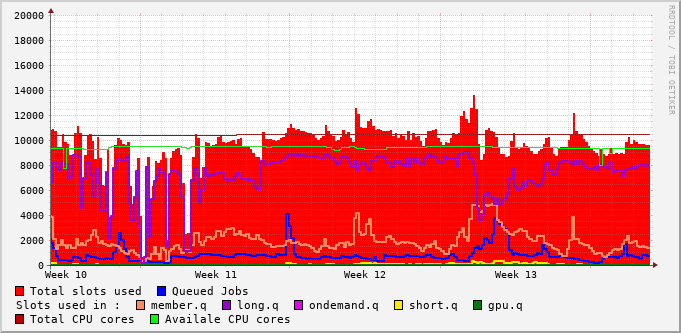 20000
18000
16000
14000
12000
10000
8000
6000
4000
2000
0
Week 10 Week 11 Week 12 Week 13
Total slots used Queued Jobs
Slots used in : member.q long.q ondemand.q short.q gpu.q
Total CPU cores Availale CPU cores
RRDTOOL / TOBI OETIKER